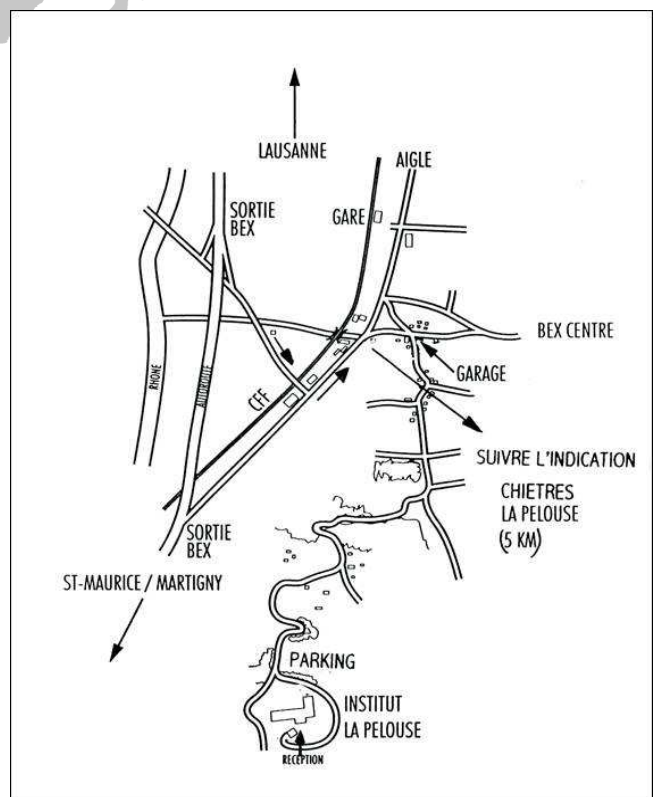 LAUSANNE
AIGLE
SORTIE
BEX
GARE
BEX CENTRE
GARAGE
RHONE
AUTOROUTE
CFF
SUIVRE L'INDICATION
CHIETRES
LA PELOUSE
(5 KM)
SORTIE
BEX
ST-MAURICE / MARTIGNY
PARKING
INSTITUT
LA PELOUSE
RECEPTION